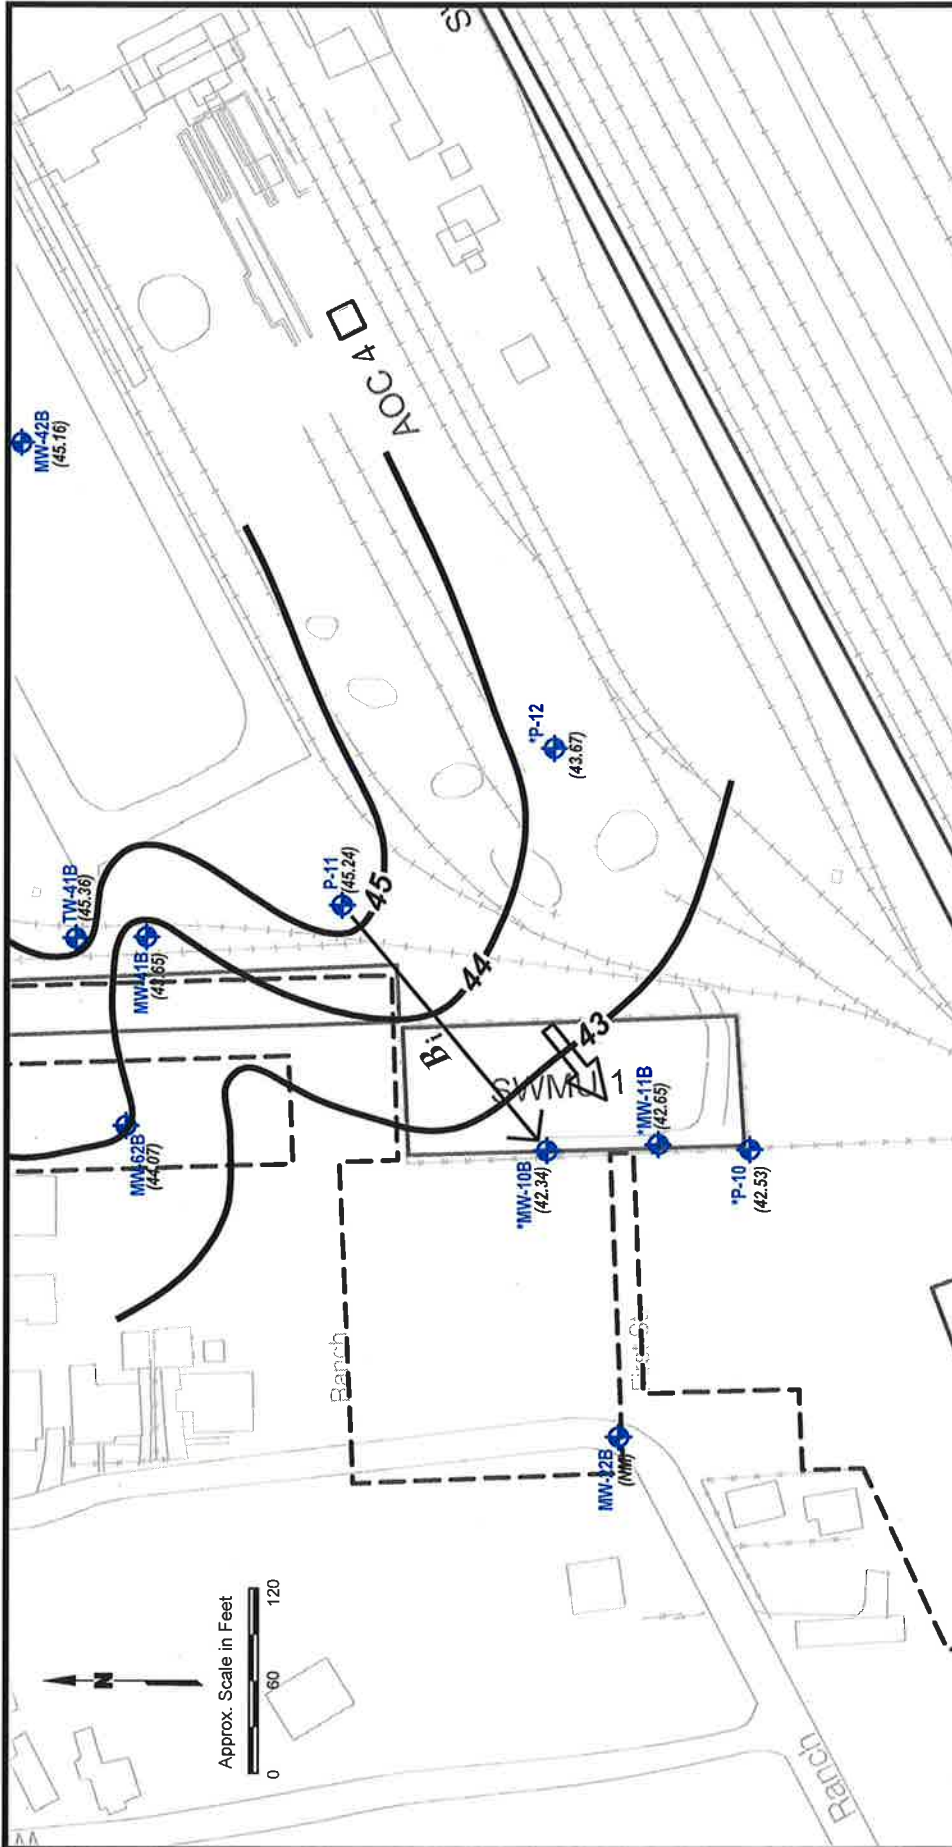 MW-42B
(45.16)
AOC 4
TW-41B
(45.36)
MW-41B
(43.65)
P-11
(45.24)
45
44
43
*P-12
(43.67)
MW-62B
(44.07)
Bi
SWMU 1
*MW-10B
(42.34)
*MW-11B
(42.65)
*P-10
(42.53)
Ranch
First St
MW-22B
(NM)
N
Approx. Scale in Feet
0 60 120
Ranch